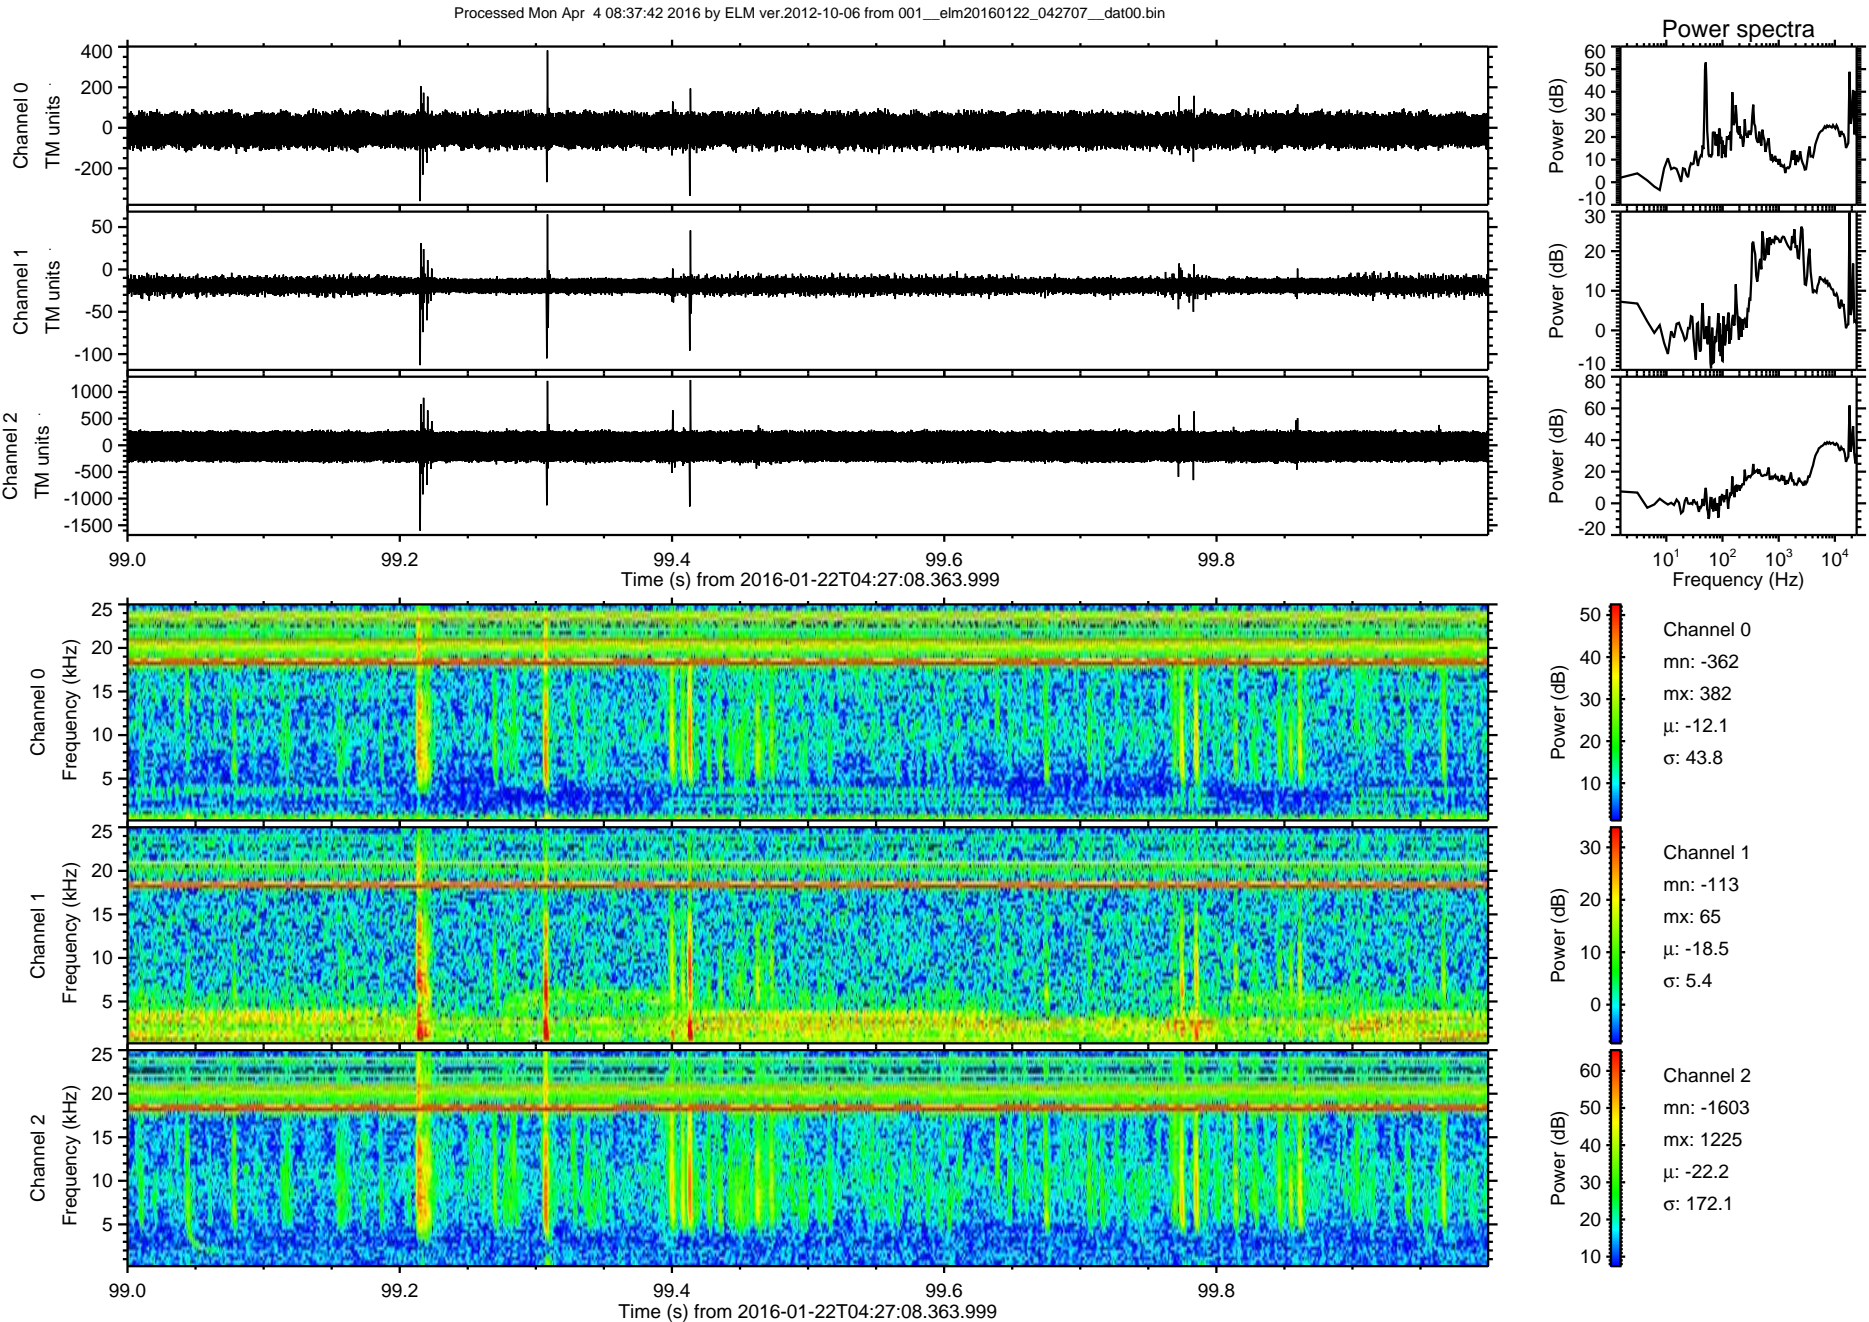 Processed Mon Apr  4 08:37:42 2016 by ELM ver.2012-10-06 from 001__elm20160122_042707__dat00.bin
Power spectra
Channel 0
TM units
400
200
0
-200
Power (dB)
60
50
40
30
20
10
0
-10
Channel 1
TM units
50
0
-50
-100
Power (dB)
30
20
10
0
-10
Channel 2
TM units
1000
500
0
-500
-1000
-1500
Power (dB)
80
60
40
20
0
-20
99.0 99.2 99.4 99.6 99.8
Time (s) from 2016-01-22T04:27:08.363.999
10^1 10^2 10^3 10^4
Frequency (Hz)
Channel 0
Frequency (kHz)
25
20
15
10
5
Power (dB)
50
40
30
20
10
Channel 0
mn: -362
mx: 382
μ: -12.1
σ: 43.8
Channel 1
Frequency (kHz)
25
20
15
10
5
Power (dB)
30
20
10
0
Channel 1
mn: -113
mx: 65
μ: -18.5
σ: 5.4
Channel 2
Frequency (kHz)
25
20
15
10
5
Power (dB)
60
50
40
30
20
10
Channel 2
mn: -1603
mx: 1225
μ: -22.2
σ: 172.1
99.0 99.2 99.4 99.6 99.8
Time (s) from 2016-01-22T04:27:08.363.999